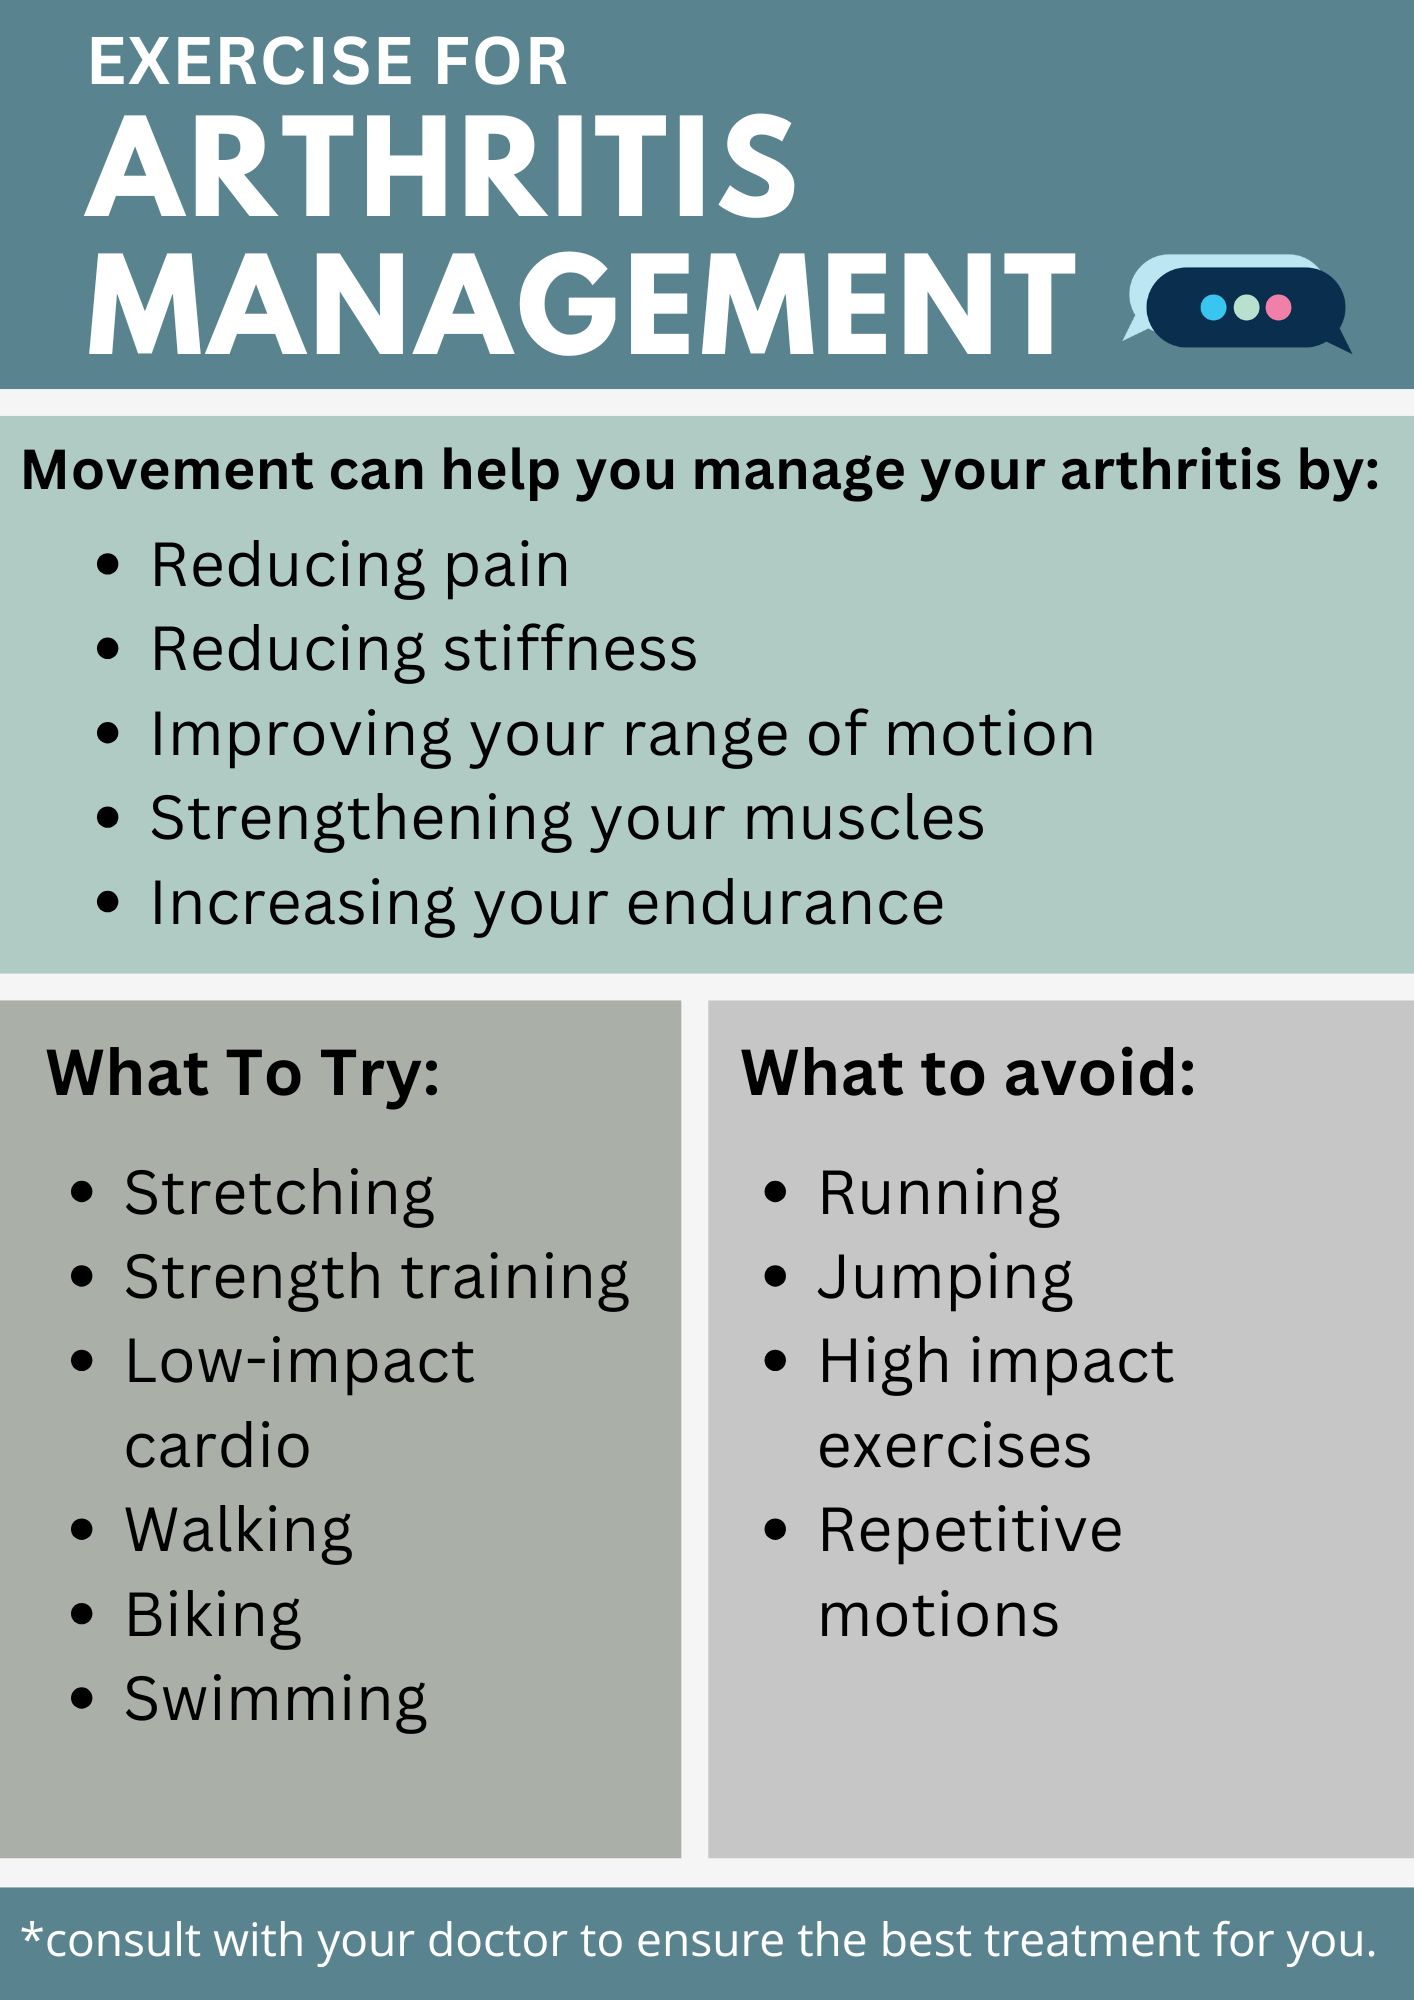 EXERCISE FOR
ARTHRITIS
MANAGEMENT
Movement can help you manage your arthritis by:
• Reducing pain
• Reducing stiffness
• Improving your range of motion
• Strengthening your muscles
• Increasing your endurance
What To Try:
• Stretching
• Strength training
• Low-impact
cardio
• Walking
• Biking
• Swimming
What to avoid:
• Running
• Jumping
• High impact
exercises
• Repetitive
motions
*consult with your doctor to ensure the best treatment for you.